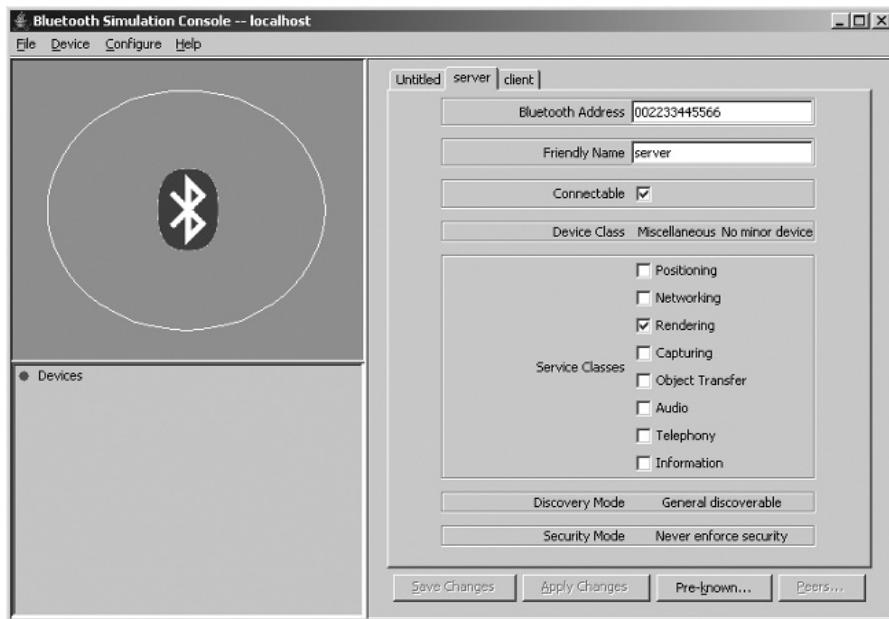 Bluetooth Simulation Console -- localhost
File Device Configure Help
Devices
Untitled server client
Bluetooth Address 002233445566
Friendly Name server
Connectable
Device Class Miscellaneous No minor device
Service Classes
Positioning
Networking
Rendering
Capturing
Object Transfer
Audio
Telephony
Information
Discovery Mode General discoverable
Security Mode Never enforce security
Save Changes Apply Changes Pre-known... Peers...